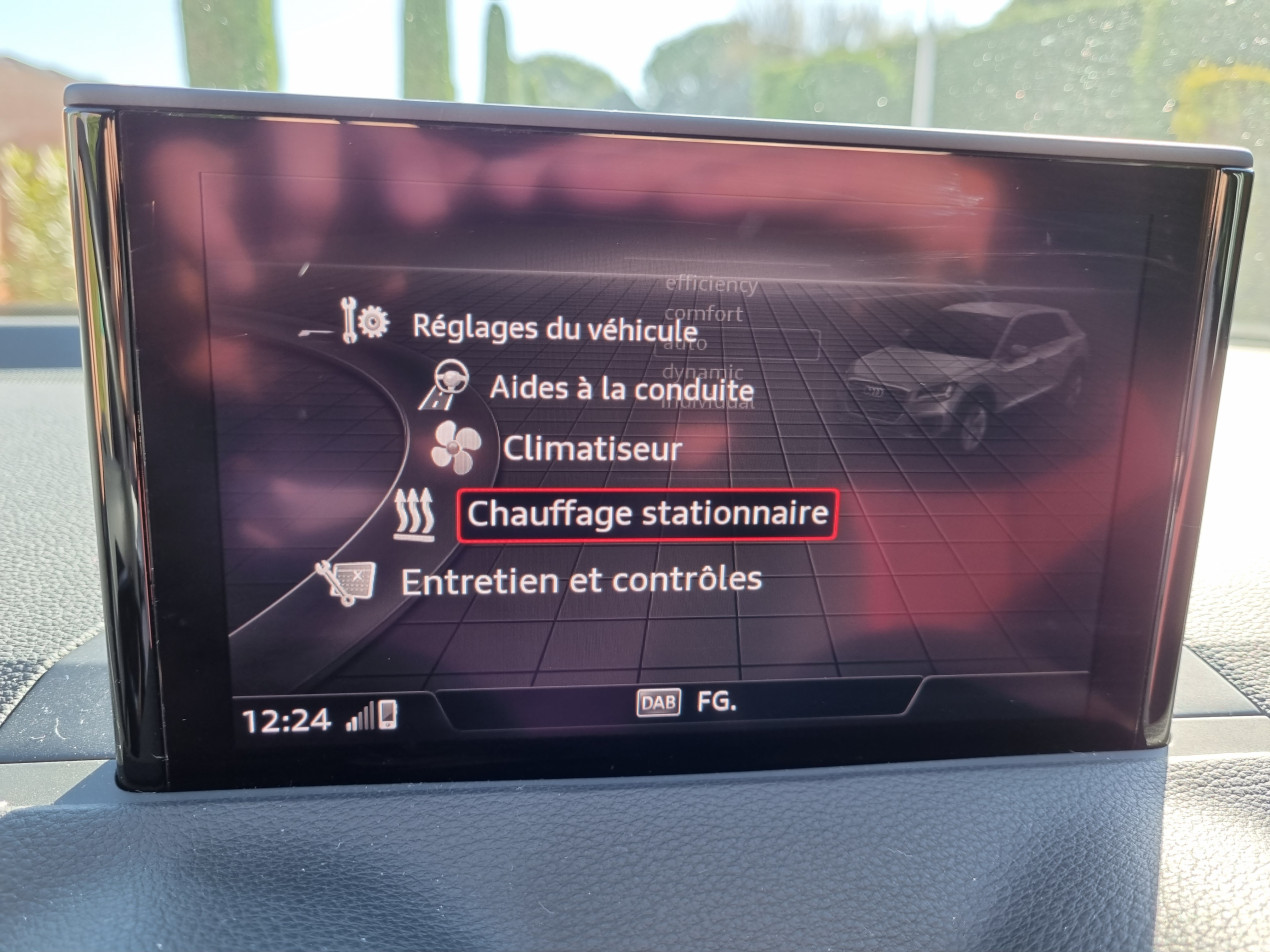 efficiency
comfort
Réglages du véhicule
auto
dynamic
Aides à la conduite
individual
Climatiseur
Chauffage stationnaire
Entretien et contrôles
12:24
DAB FG.